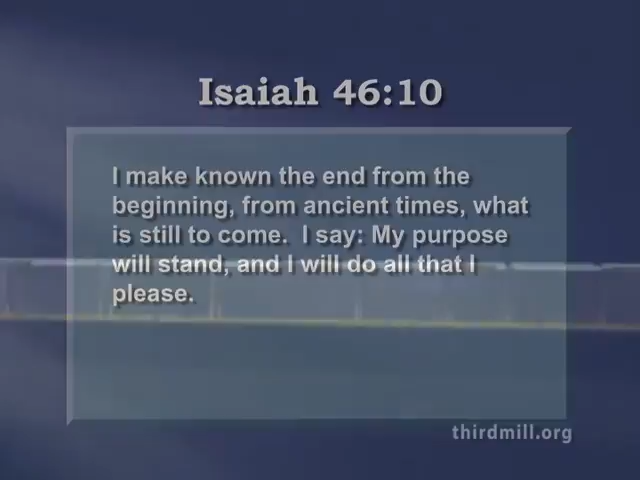 Isaiah 46:10
I make known the end from the
beginning, from ancient times, what
is still to come.  I say: My purpose
will stand, and I will do all that I
please.
thirdmill.org